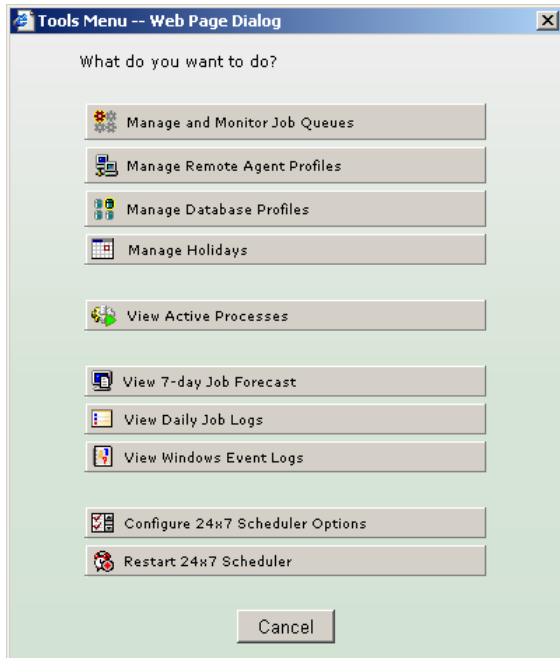 Tools Menu -- Web Page Dialog
What do you want to do?
Manage and Monitor Job Queues
Manage Remote Agent Profiles
Manage Database Profiles
Manage Holidays
View Active Processes
View 7-day Job Forecast
View Daily Job Logs
View Windows Event Logs
Configure 24x7 Scheduler Options
Restart 24x7 Scheduler
Cancel